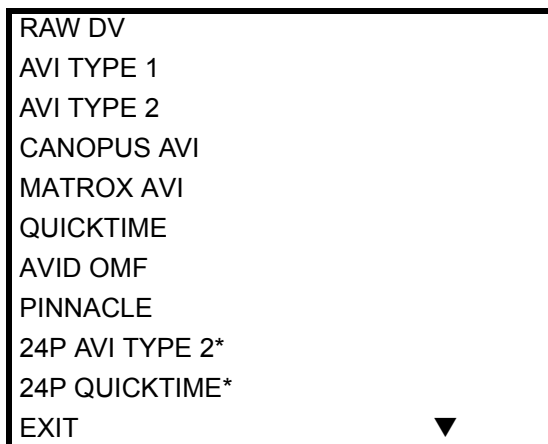 RAW DV
AVI TYPE 1
AVI TYPE 2
CANOPUS AVI
MATROX AVI
QUICKTIME
AVID OMF
PINNACLE
24P AVI TYPE 2*
24P QUICKTIME*
EXIT ▼